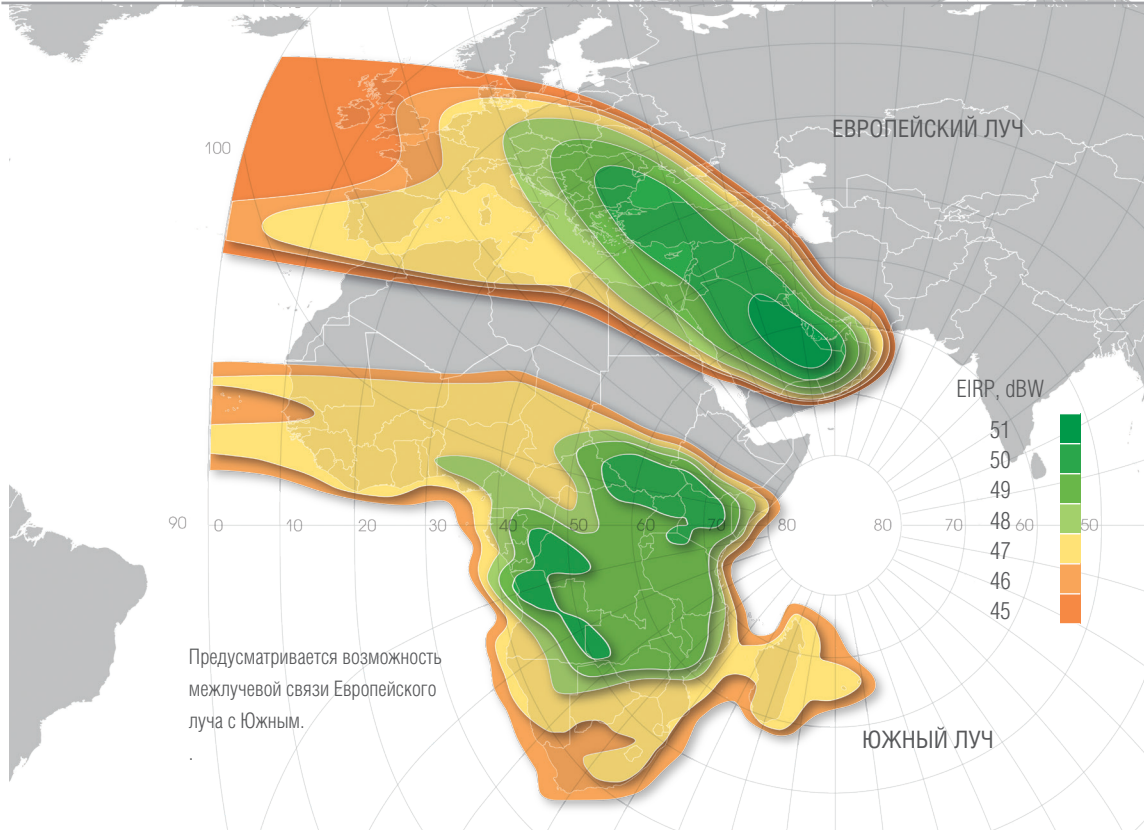 ЕВРОПЕЙСКИЙ ЛУЧ
100
EIRP, dBW
51
50
49
48
47
46
45
90 0 10 20 30 40 50 60 70 80 80 70 60 50
Предусматривается возможность
межлучевой связи Европейского
луча с Южным.
.
ЮЖНЫЙ ЛУЧ